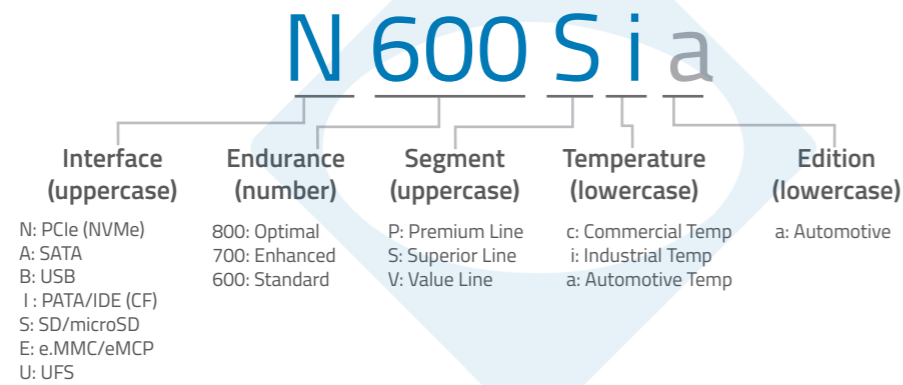 N 600 S i a
Interface
(uppercase)
N: PCIe (NVMe)
A: SATA
B: USB
I : PATA/IDE (CF)
S: SD/microSD
E: e.MMC/eMCP
U: UFS
Endurance
(number)
800: Optimal
700: Enhanced
600: Standard
Segment
(uppercase)
P: Premium Line
S: Superior Line
V: Value Line
Temperature
(lowercase)
c: Commercial Temp
i: Industrial Temp
a: Automotive Temp
Edition
(lowercase)
a: Automotive